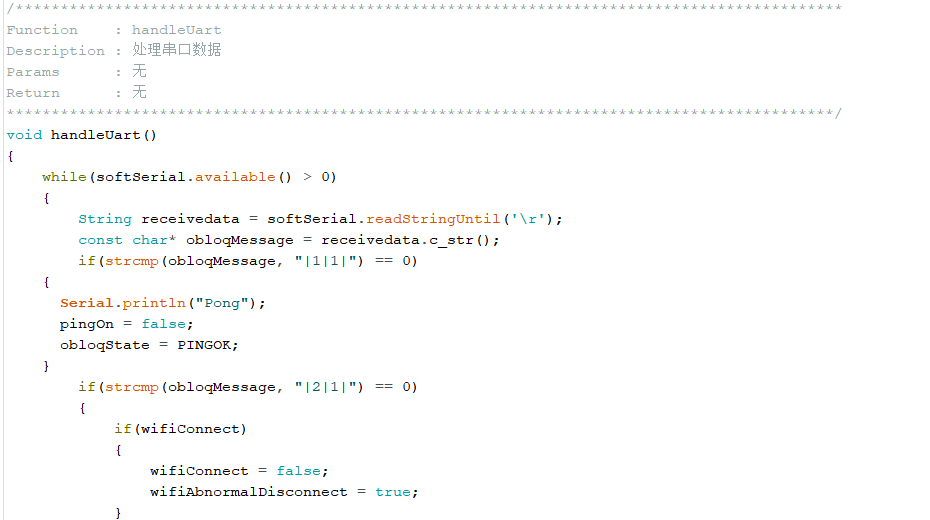 /********************************************************************************************
Function    : handleUart
Description : 处理串口数据
Params      : 无
Return      : 无
********************************************************************************************/
void handleUart()
{
    while(softSerial.available() > 0)
    {
        String receivedata = softSerial.readStringUntil('\r');
        const char* obloqMessage = receivedata.c_str();
        if(strcmp(obloqMessage, "|1|1|") == 0)
    {
      Serial.println("Pong");
      pingOn = false;
      obloqState = PINGOK;
    }
        if(strcmp(obloqMessage, "|2|1|") == 0)
        {
            if(wifiConnect)
            {
                wifiConnect = false;
                wifiAbnormalDisconnect = true;
            }